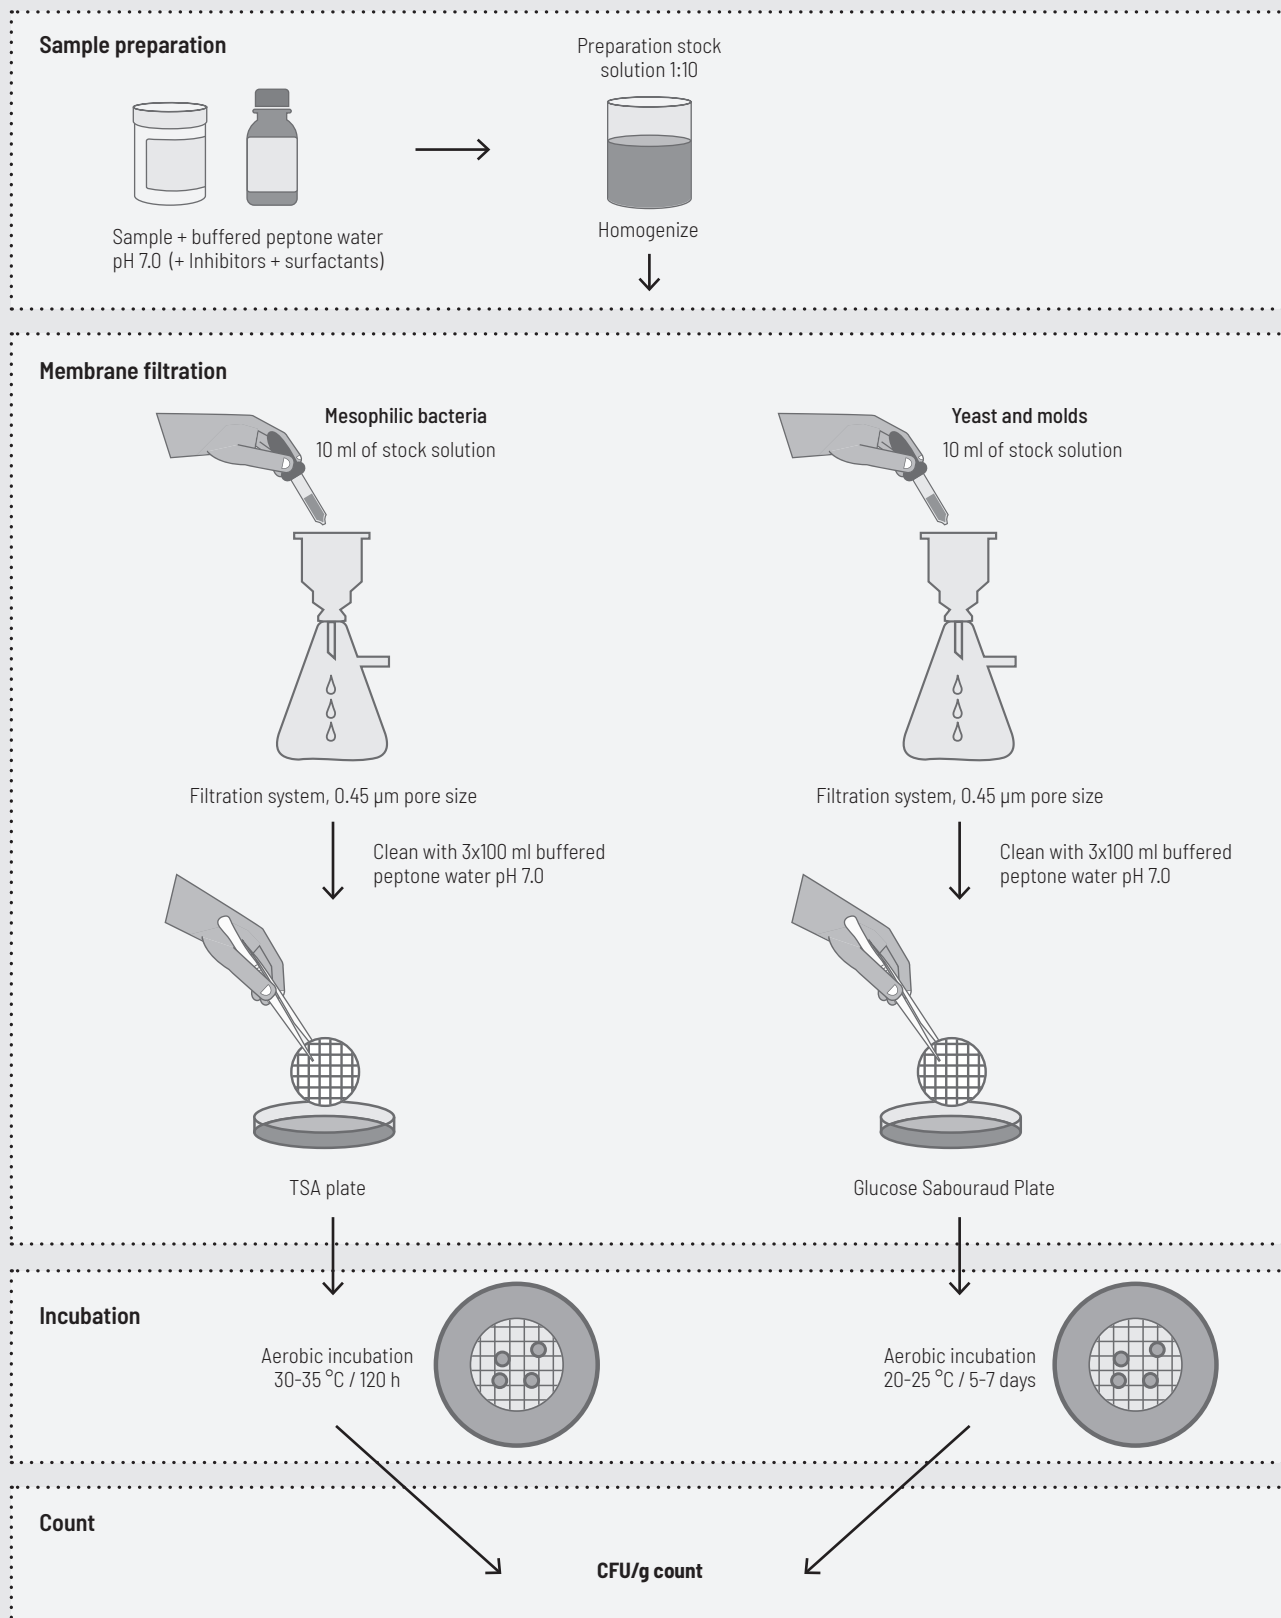 Sample preparation
Preparation stock
solution 1:10
Sample + buffered peptone water
pH 7.0 (+ Inhibitors + surfactants)
Homogenize
Membrane filtration
Mesophilic bacteria
10 ml of stock solution
Filtration system, 0.45 µm pore size
Clean with 3x100 ml buffered
peptone water pH 7.0
TSA plate
Yeast and molds
10 ml of stock solution
Filtration system, 0.45 µm pore size
Clean with 3x100 ml buffered
peptone water pH 7.0
Glucose Sabouraud Plate
Incubation
Aerobic incubation
30-35 °C / 120 h
Aerobic incubation
20-25 °C / 5-7 days
Count
CFU/g count